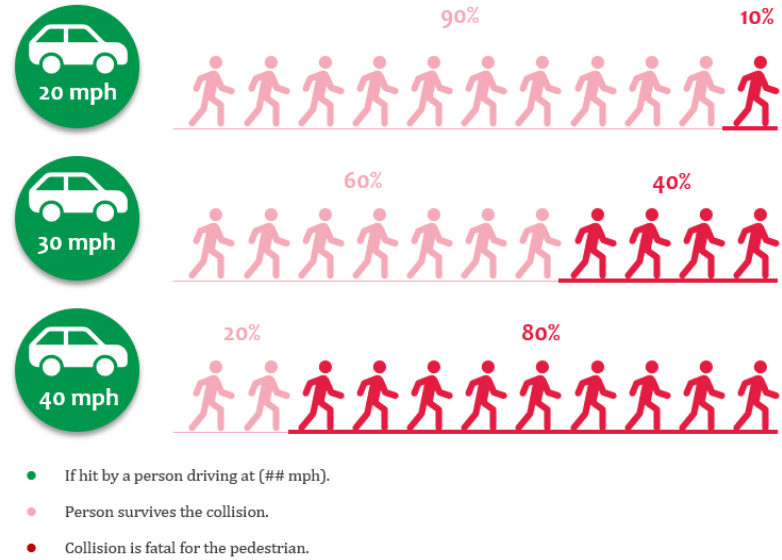 90% 10%
20 mph
60% 40%
30 mph
20% 80%
40 mph
If hit by a person driving at (## mph).
Person survives the collision.
Collision is fatal for the pedestrian.